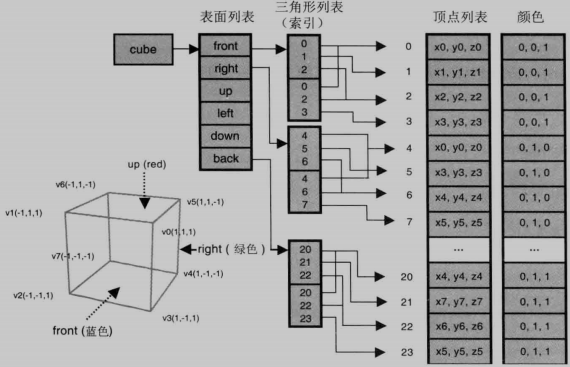 表面列表
三角形列表
(索引)
顶点列表
颜色
cube
front
right
up
left
down
back
0
1
2
0
2
3
4
5
6
4
6
7
20
21
22
20
22
23
0
x0, y0, z0
0, 0, 1
1
x1, y1, z1
0, 0, 1
2
x2, y2, z2
0, 0, 1
3
x3, y3, z3
0, 0, 1
4
x0, y0, z0
0, 1, 0
5
x3, y3, z3
0, 1, 0
6
x4, y4, z4
0, 1, 0
7
x5, y5, z5
0, 1, 0
...
...
20
x4, y4, z4
0, 1, 1
21
x7, y7, z7
0, 1, 1
22
x6, y6, z6
0, 1, 1
23
x5, y5, z5
0, 1, 1
up (red)
v6(-1,1,-1)
v5(1,1,-1)
v1(-1,1,1)
v0(1,1,1)
right ( 绿色 )
v7(-1,-1,-1)
v4(1,-1,-1)
v2(-1,-1,1)
v3(1,-1,1)
front (蓝色)